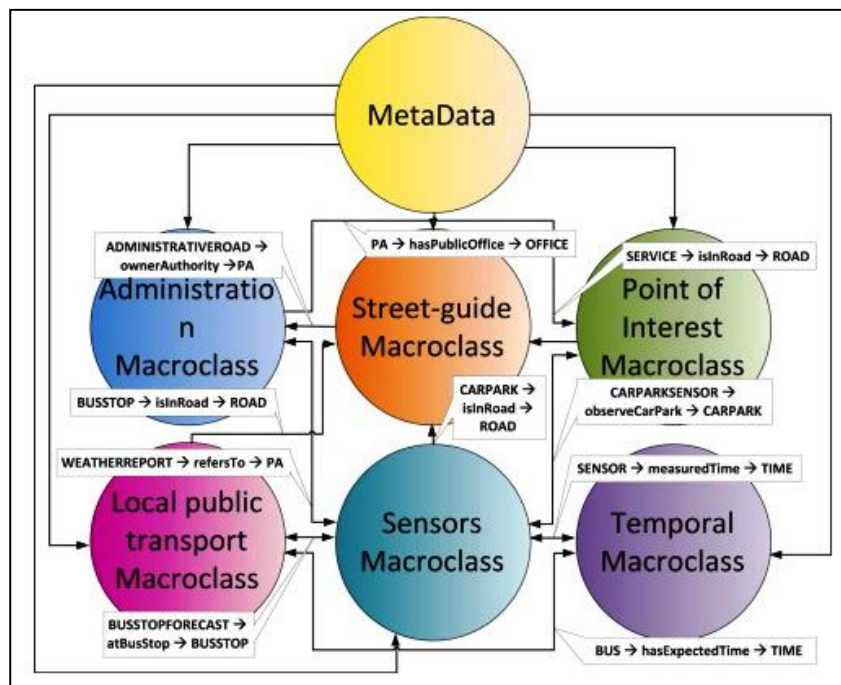 MetaData
ADMINISTRATIVEROAD →
ownerAuthority →PA
PA → hasPublicOffice → OFFICE
SERVICE → isInRoad → ROAD
Administratio
n
Macroclass
Street-guide
Macroclass
Point of
Interest
Macroclass
BUSSTOP → isInRoad → ROAD
CARPARK →
isInRoad →
ROAD
CARPARKSENSOR →
observeCarPark → CARPARK
WEATHERREPORT → refersTo → PA
SENSOR → measuredTime → TIME
Local public
transport
Macroclass
Sensors
Macroclass
Temporal
Macroclass
BUSSTOPFORECAST →
atBusStop → BUSSTOP
BUS → hasExpectedTime → TIME